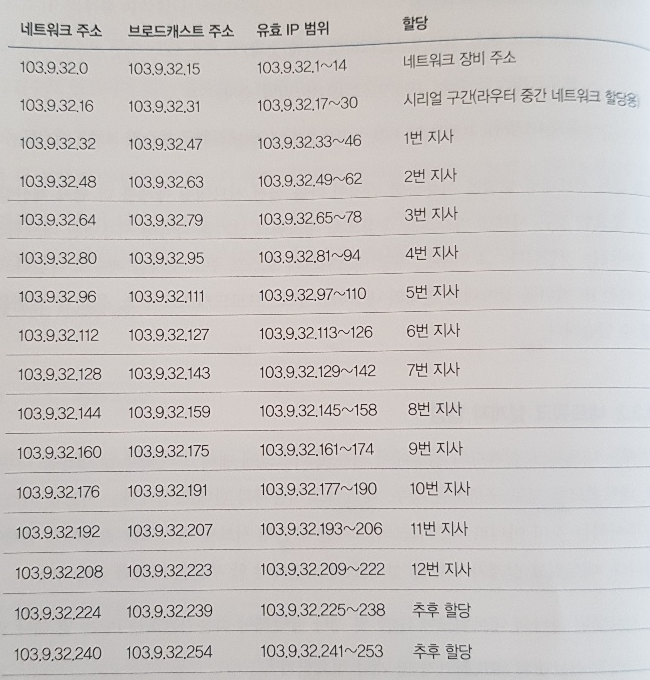 네트워크 주소 브로드캐스트 주소 유효 IP 범위 할당
103.9.32.0 103.9.32.15 103.9.32.1~14 네트워크 장비 주소
103.9.32.16 103.9.32.31 103.9.32.17~30 시리얼 구간(라우터 중간 네트워크 할당용)
103.9.32.32 103.9.32.47 103.9.32.33~46 1번 지사
103.9.32.48 103.9.32.63 103.9.32.49~62 2번 지사
103.9.32.64 103.9.32.79 103.9.32.65~78 3번 지사
103.9.32.80 103.9.32.95 103.9.32.81~94 4번 지사
103.9.32.96 103.9.32.111 103.9.32.97~110 5번 지사
103.9.32.112 103.9.32.127 103.9.32.113~126 6번 지사
103.9.32.128 103.9.32.143 103.9.32.129~142 7번 지사
103.9.32.144 103.9.32.159 103.9.32.145~158 8번 지사
103.9.32.160 103.9.32.175 103.9.32.161~174 9번 지사
103.9.32.176 103.9.32.191 103.9.32.177~190 10번 지사
103.9.32.192 103.9.32.207 103.9.32.193~206 11번 지사
103.9.32.208 103.9.32.223 103.9.32.209~222 12번 지사
103.9.32.224 103.9.32.239 103.9.32.225~238 추후 할당
103.9.32.240 103.9.32.254 103.9.32.241~253 추후 할당